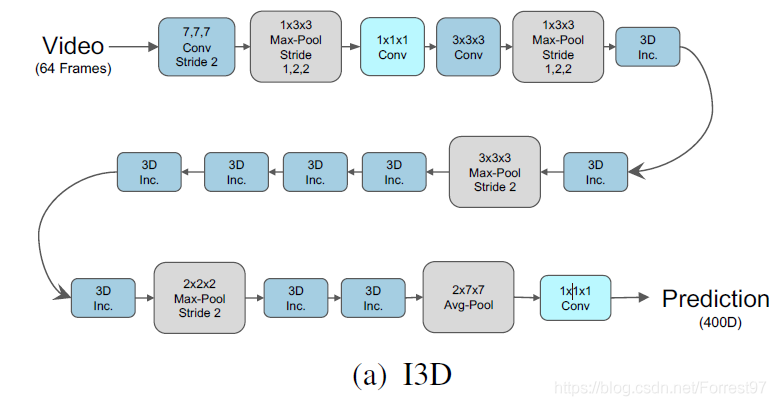 Video
(64 Frames)
7,7,7
Conv
Stride 2
1x3x3
Max-Pool
Stride
1,2,2
1x1x1
Conv
3x3x3
Conv
1x3x3
Max-Pool
Stride
1,2,2
3D
Inc.
3D
Inc.
3D
Inc.
3D
Inc.
3D
Inc.
3x3x3
Max-Pool
Stride 2
3D
Inc.
3D
Inc.
2x2x2
Max-Pool
Stride 2
3D
Inc.
3D
Inc.
2x7x7
Avg-Pool
1x1x1
Conv
Prediction
(400D)
(a) I3D
https://blog.csdn.net/Forrest97